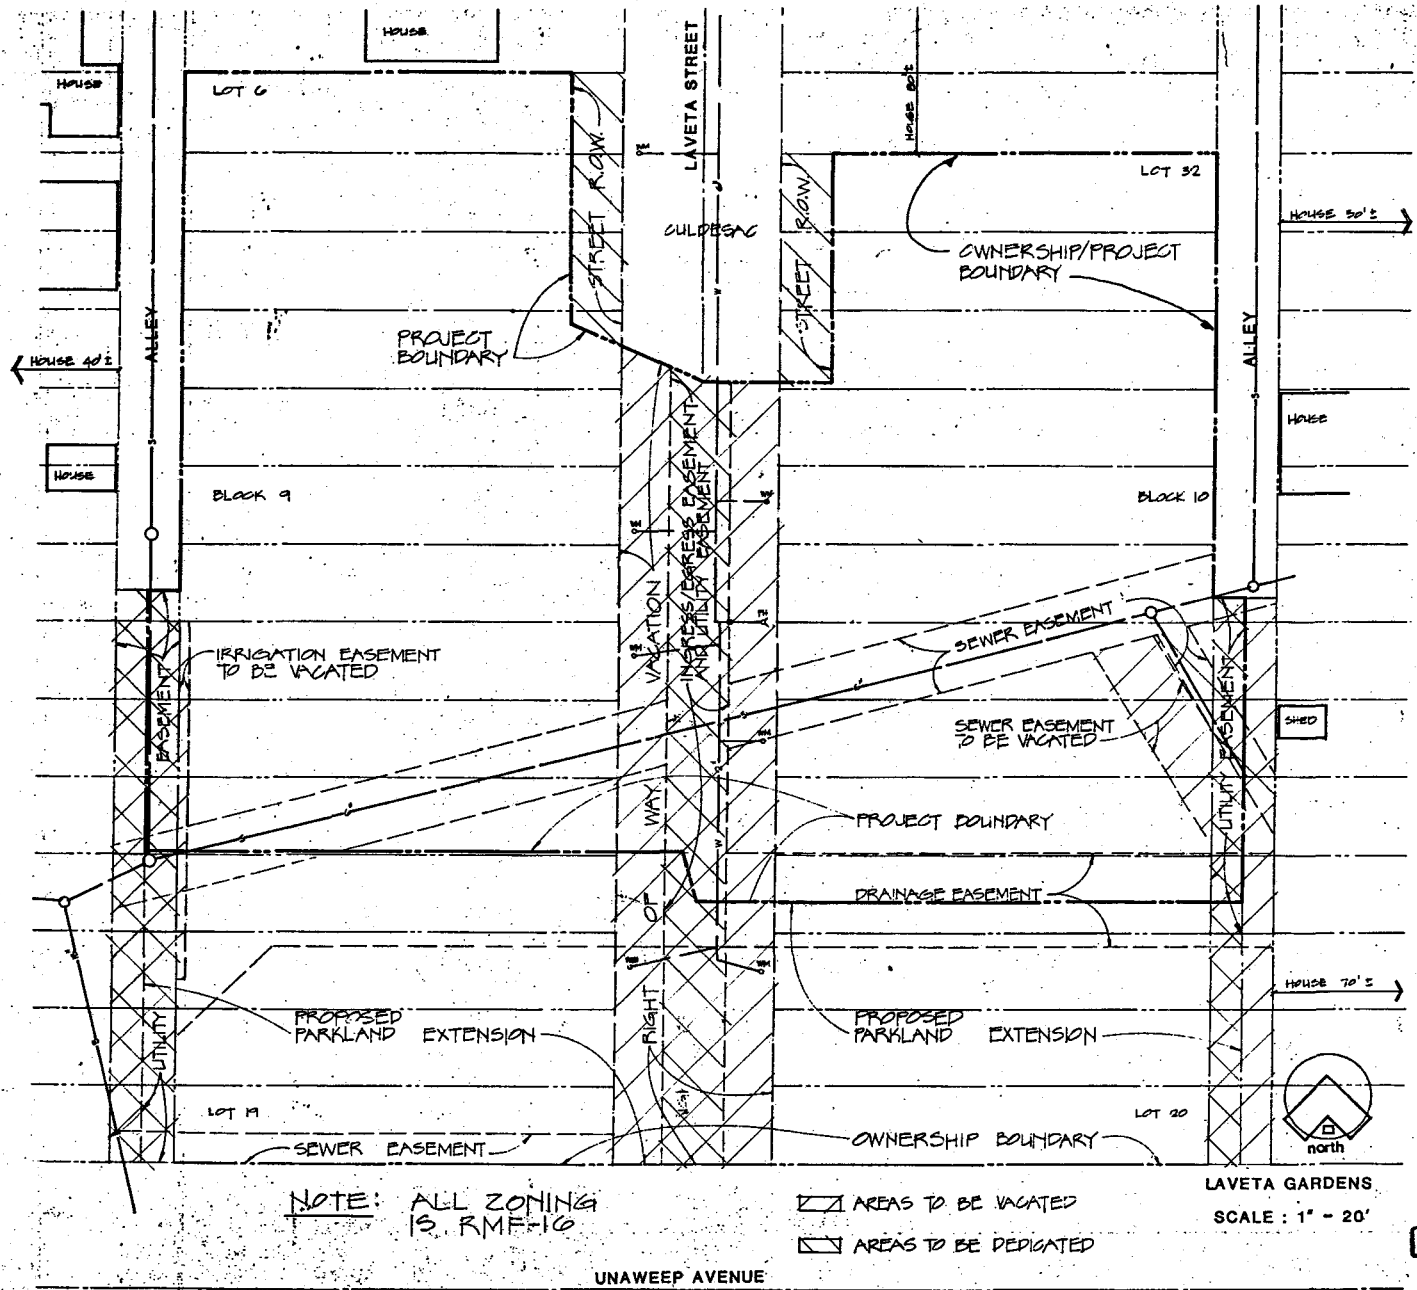 HOUSE
HOUSE
LOT 6
LAVETA STREET
HOUSE 80'±
STREET R.O.W.
STREET R.O.W.
LOT 32
HOUSE 50'±
CULDESAC
OWNERSHIP/PROJECT
BOUNDARY
ALLEY
ALLEY
PROJECT
BOUNDARY
HOUSE 40'±
HOUSE
HOUSE
BLOCK 9
BLOCK 10
INGRESS/EGRESS EASEMENT
AND UTILITY EASEMENT
RIGHT OF WAY VACATION
SEWER EASEMENT
IRRIGATION EASEMENT
TO BE VACATED
UTILITY EASEMENT
UTILITY EASEMENT
SEWER EASEMENT
TO BE VACATED
SHED
PROJECT BOUNDARY
DRAINAGE EASEMENT
HOUSE 70'±
PROPOSED
PARKLAND EXTENSION
PROPOSED
PARKLAND EXTENSION
LOT 19
LOT 20
SEWER EASEMENT
OWNERSHIP BOUNDARY
north
NOTE: ALL ZONING
IS RMF-16
AREAS TO BE VACATED
AREAS TO BE DEDICATED
LAVETA GARDENS
SCALE : 1" - 20'
UNAWEEP AVENUE